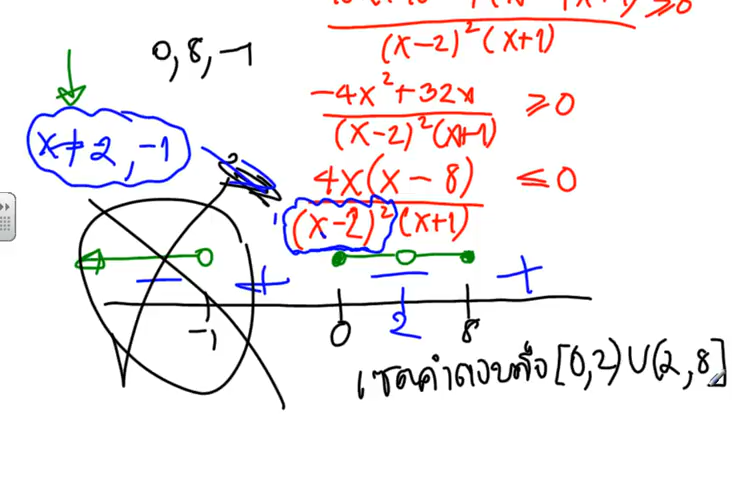 0, 8, -1
≥0
(x-2)²(x+1)
-4x²+32x
(x-2)²(x+1)
≥0
x≠2, -1
4x(x-8)
(x-2)²(x+1)
≤0
- + - +
-1 0 2 8
เซตคำตอบคือ [0,2)∪(2,8]